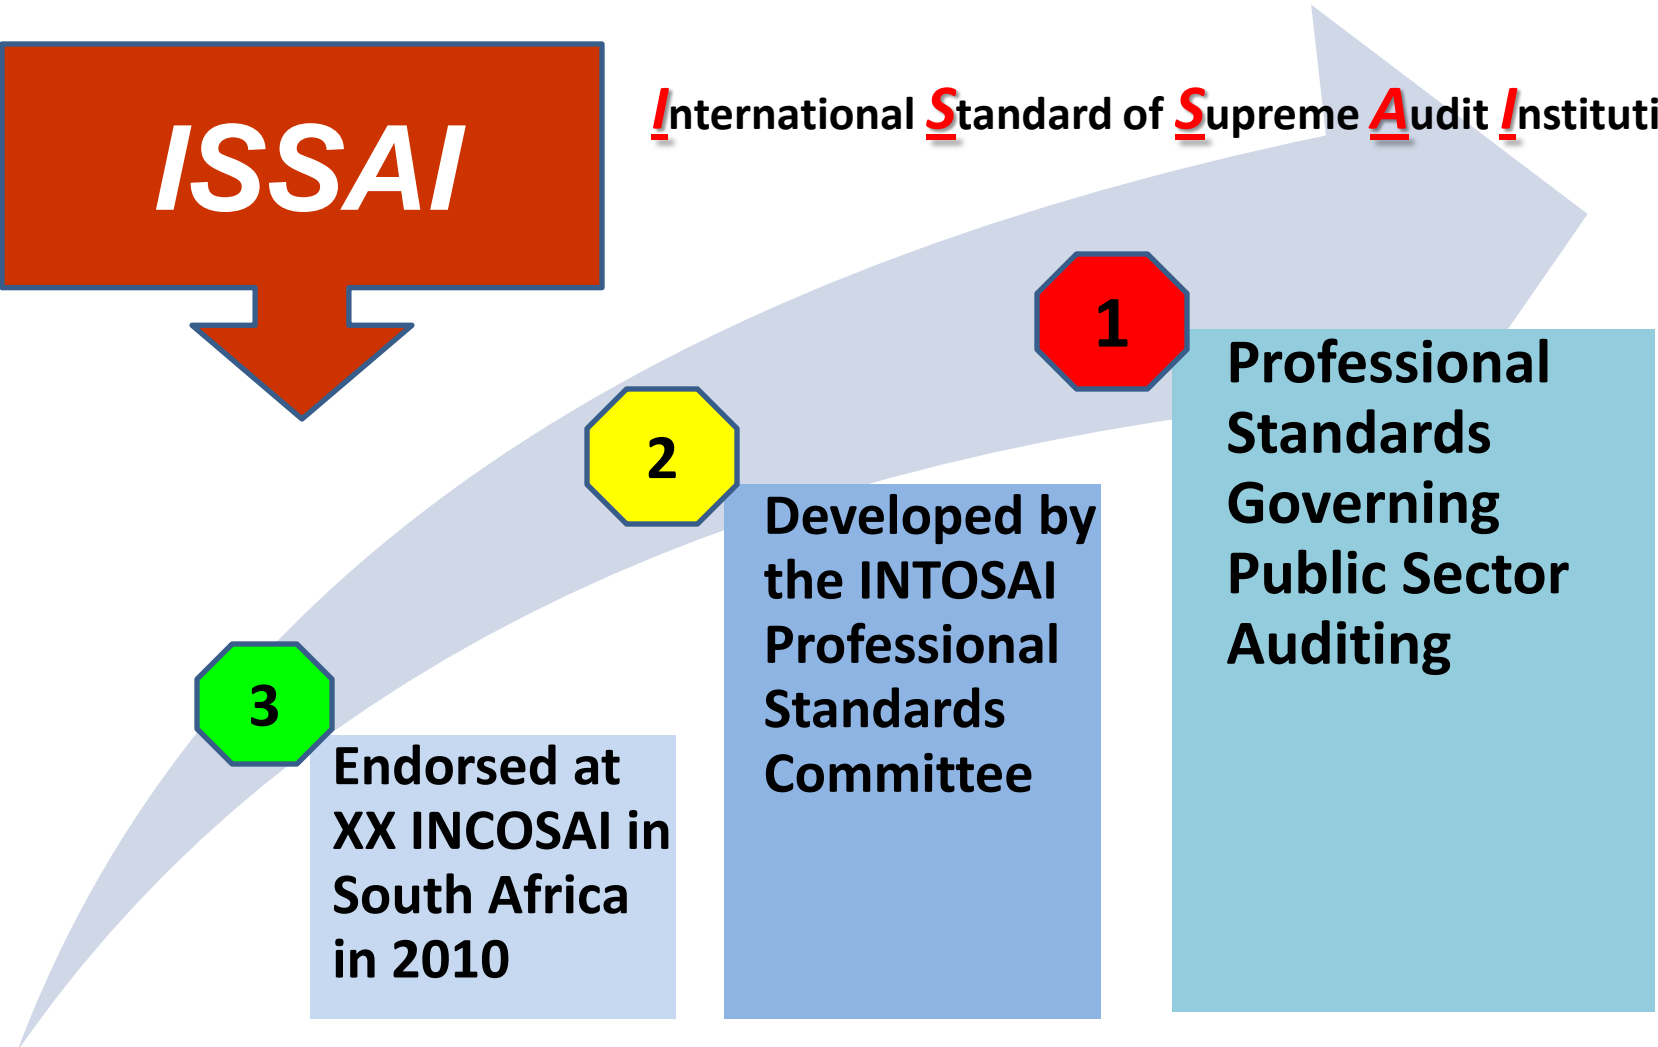 ISSAI
International Standard of Supreme Audit Instituti
1
Professional
Standards
Governing
Public Sector
Auditing
2
Developed by
the INTOSAI
Professional
Standards
Committee
3
Endorsed at
XX INCOSAI in
South Africa
in 2010